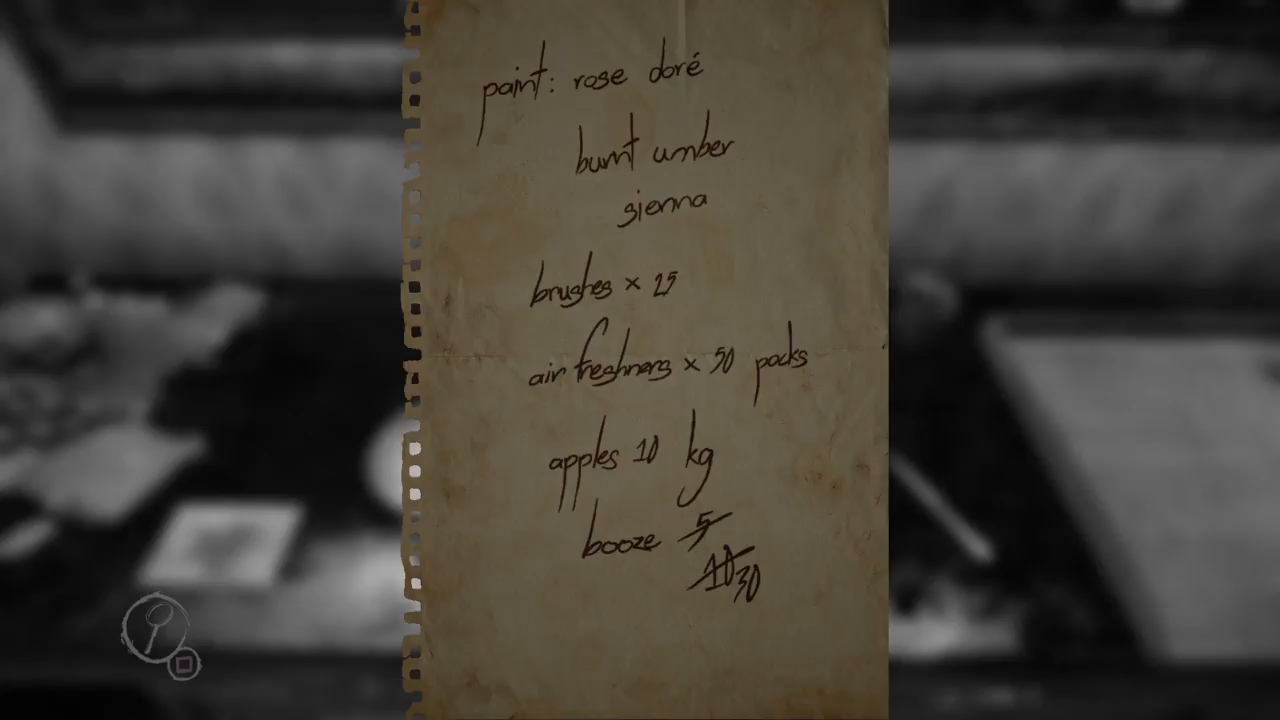 paint: rose doré
burnt umber
sienna
brushes × 25
air freshners × 50 packs
apples 10 kg
booze 5
10 30